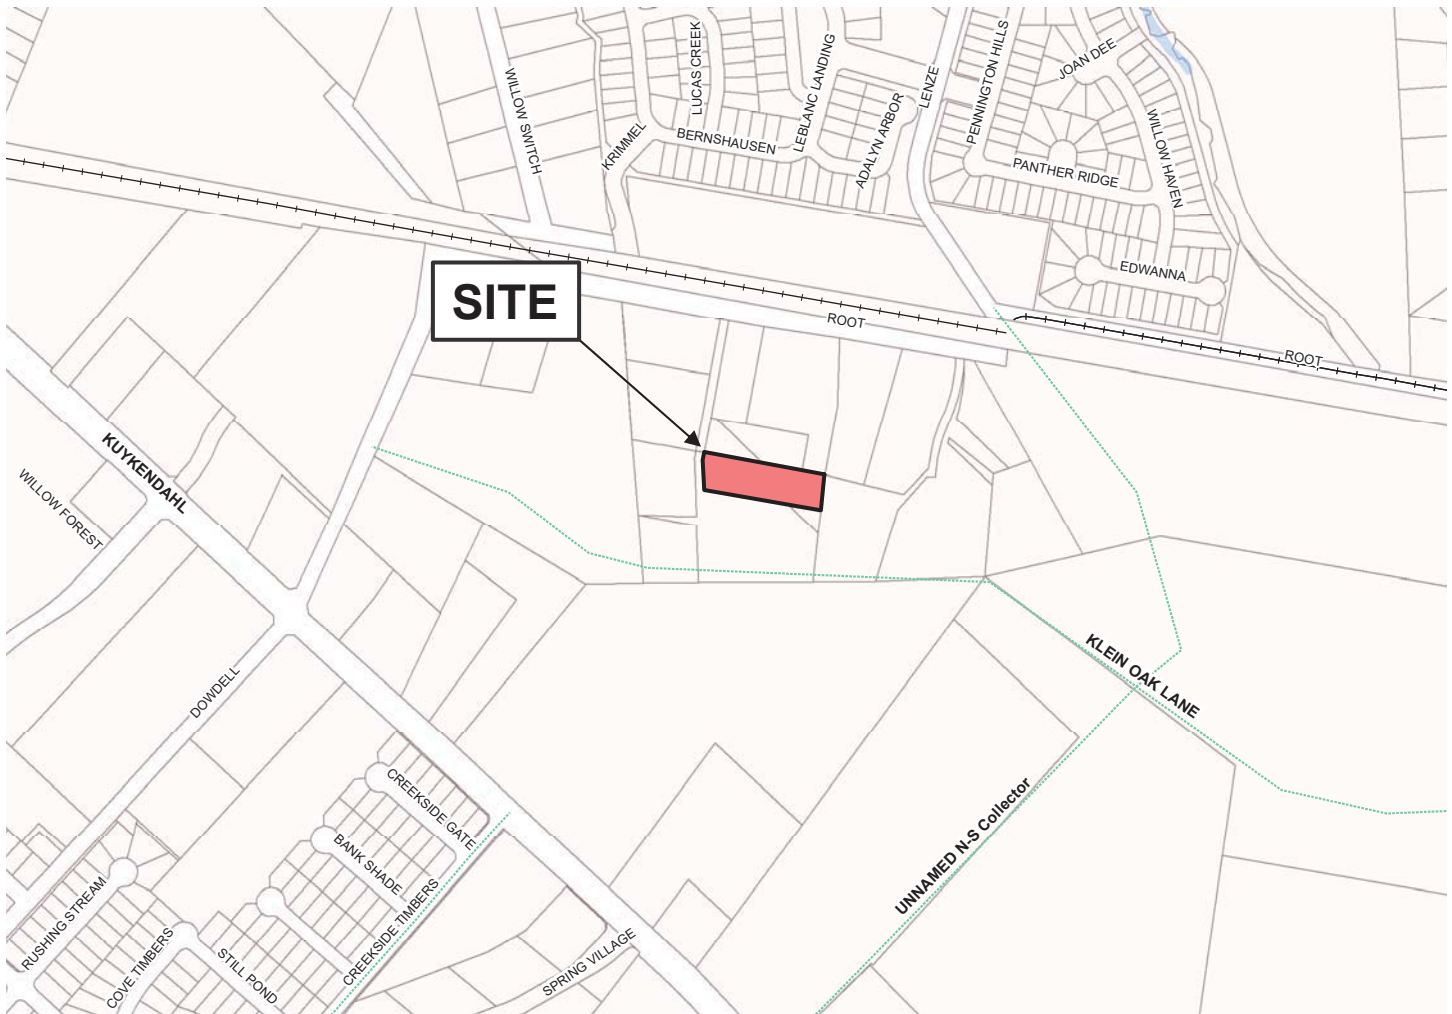 LUCAS CREEK
LEBLANC LANDING
LENZE
PENNINGTON HILLS
JOAN DEE
WILLOW SWITCH
KRIMMEL
BERNSHAUSEN
ADALYN ARBOR
PANTHER RIDGE
WILLOW HAVEN
EDWANNA
SITE
ROOT
ROOT
KUYKENDAHL
WILLOW FOREST
DOWDELL
KLEIN OAK LANE
UNNAMED N-S Collector
CREEKSIDE GATE
BANK SHADE
CREEKSIDE TIMBERS
RUSHING STREAM
COVE TIMBERS
STILL POND
SPRING VILLAGE